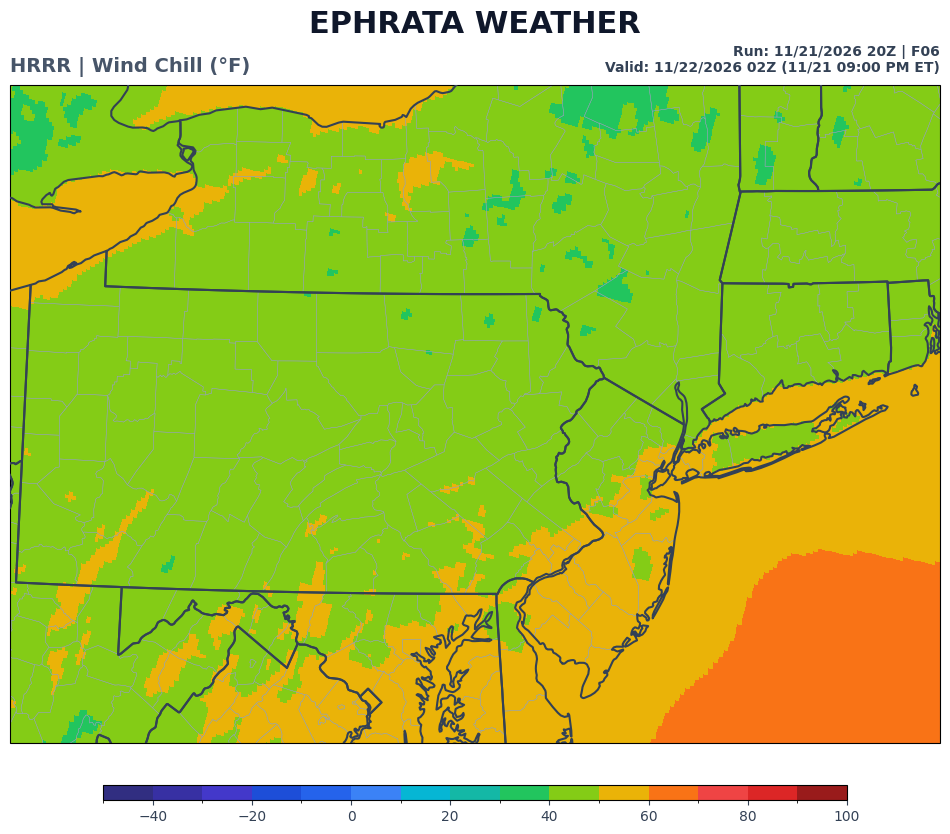 EPHRATA WEATHER
HRRR | Wind Chill (°F)
Run: 11/21/2026 20Z | F06
Valid: 11/22/2026 02Z (11/21 09:00 PM ET)
−40 −20 0 20 40 60 80 100